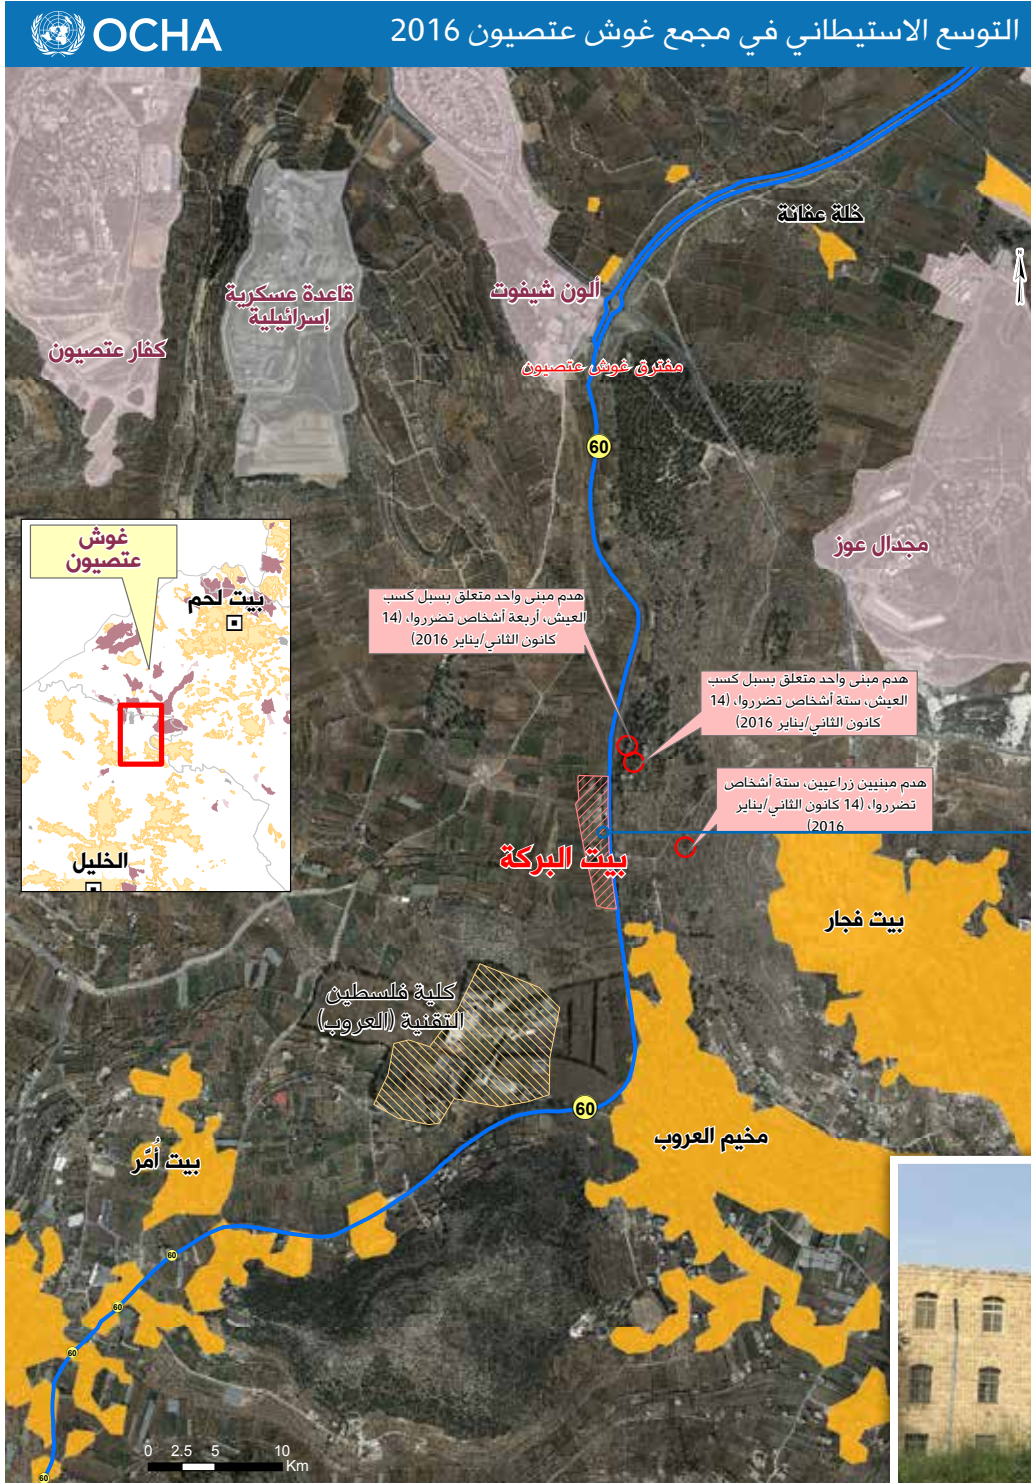 OCHA
التوسع الاستيطاني في مجمع غوش عتصيون 2016
خلة عفانة
N
قاعدة عسكرية
إسرائيلية
ألون شيفوت
كفار عتصيون
مفترق غوش عتصيون
60
مجدال عوز
غوش
عتصيون
بيت لحم
الخليل
هدم مبنى واحد متعلق بسبل كسب
العيش، أربعة أشخاص تضرروا، (14
كانون الثاني/يناير 2016)
هدم مبنى واحد متعلق بسبل كسب
العيش، ستة أشخاص تضرروا، (14
كانون الثاني/يناير 2016)
هدم مبنيين زراعيين، ستة أشخاص
تضرروا، (14 كانون الثاني/يناير
2016)
بيت البركة
بيت فجار
كلية فلسطين
التقنية (العروب)
60
مخيم العروب
بيت أُمَّر
60
60
60
60
0 2.5 5 10
Km